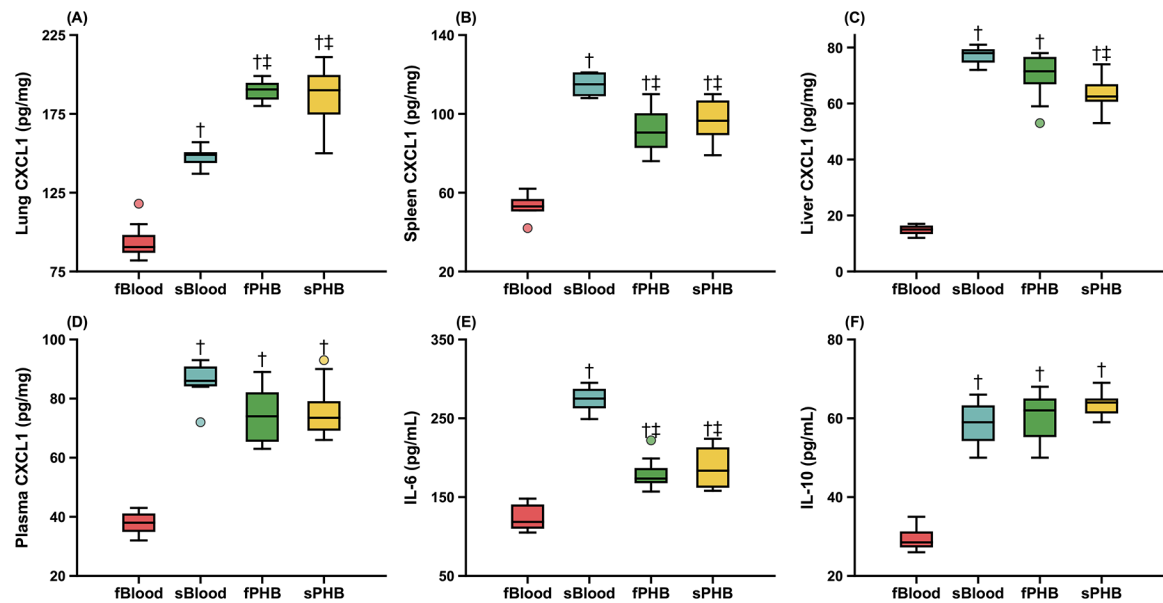 (A)
Lung CXCL1 (pg/mg)
225
175
125
75
†
†‡
†‡
fBlood sBlood fPHB sPHB
(B)
Spleen CXCL1 (pg/mg)
140
100
60
20
†
†‡
†‡
fBlood sBlood fPHB sPHB
(C)
Liver CXCL1 (pg/mg)
80
60
40
20
0
†
†
†‡
fBlood sBlood fPHB sPHB
(D)
Plasma CXCL1 (pg/mg)
100
80
60
40
20
†
†
†
fBlood sBlood fPHB sPHB
(E)
IL-6 (pg/mL)
350
250
150
50
†
†‡
†‡
fBlood sBlood fPHB sPHB
(F)
IL-10 (pg/mL)
80
60
40
20
†
†
†
fBlood sBlood fPHB sPHB